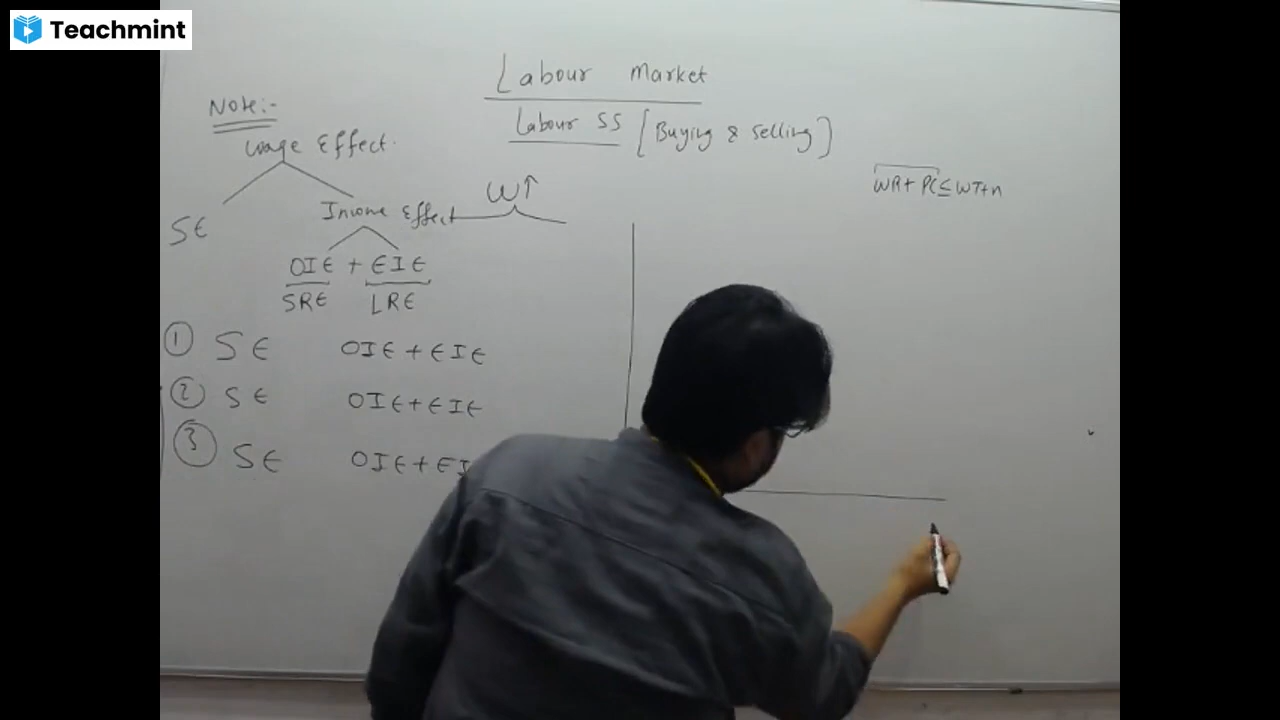 Teachmint
Labour Market
Labour SS [Buying & Selling]
Note:-
Wage Effect.
WR + PC ≤ WT+n
W↑
SE
Income Effect
OIE + EIE
SRE LRE
① SE OIE + EIE
② SE OIE + EIE
③ SE OIE + EI